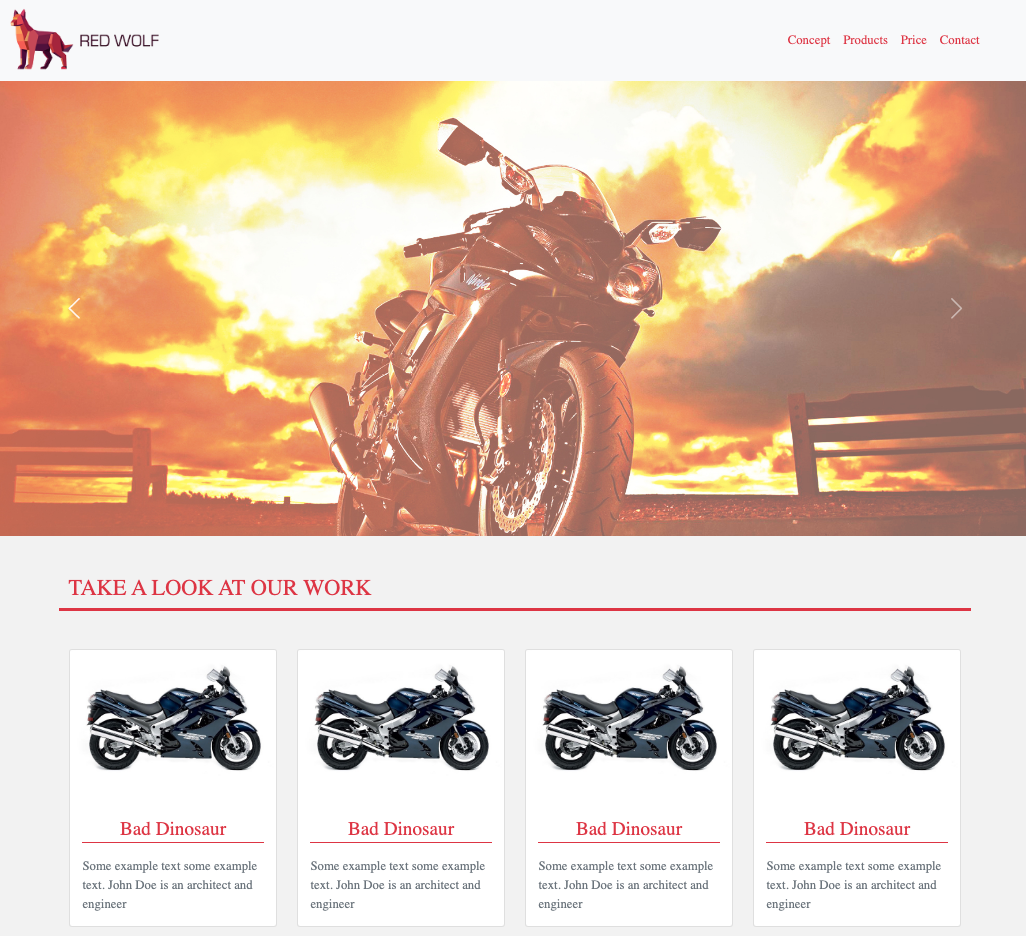 RED WOLF
Concept Products Price Contact
Ninja
TAKE A LOOK AT OUR WORK
Bad Dinosaur
Some example text some example
text. John Doe is an architect and
engineer
Bad Dinosaur
Some example text some example
text. John Doe is an architect and
engineer
Bad Dinosaur
Some example text some example
text. John Doe is an architect and
engineer
Bad Dinosaur
Some example text some example
text. John Doe is an architect and
engineer